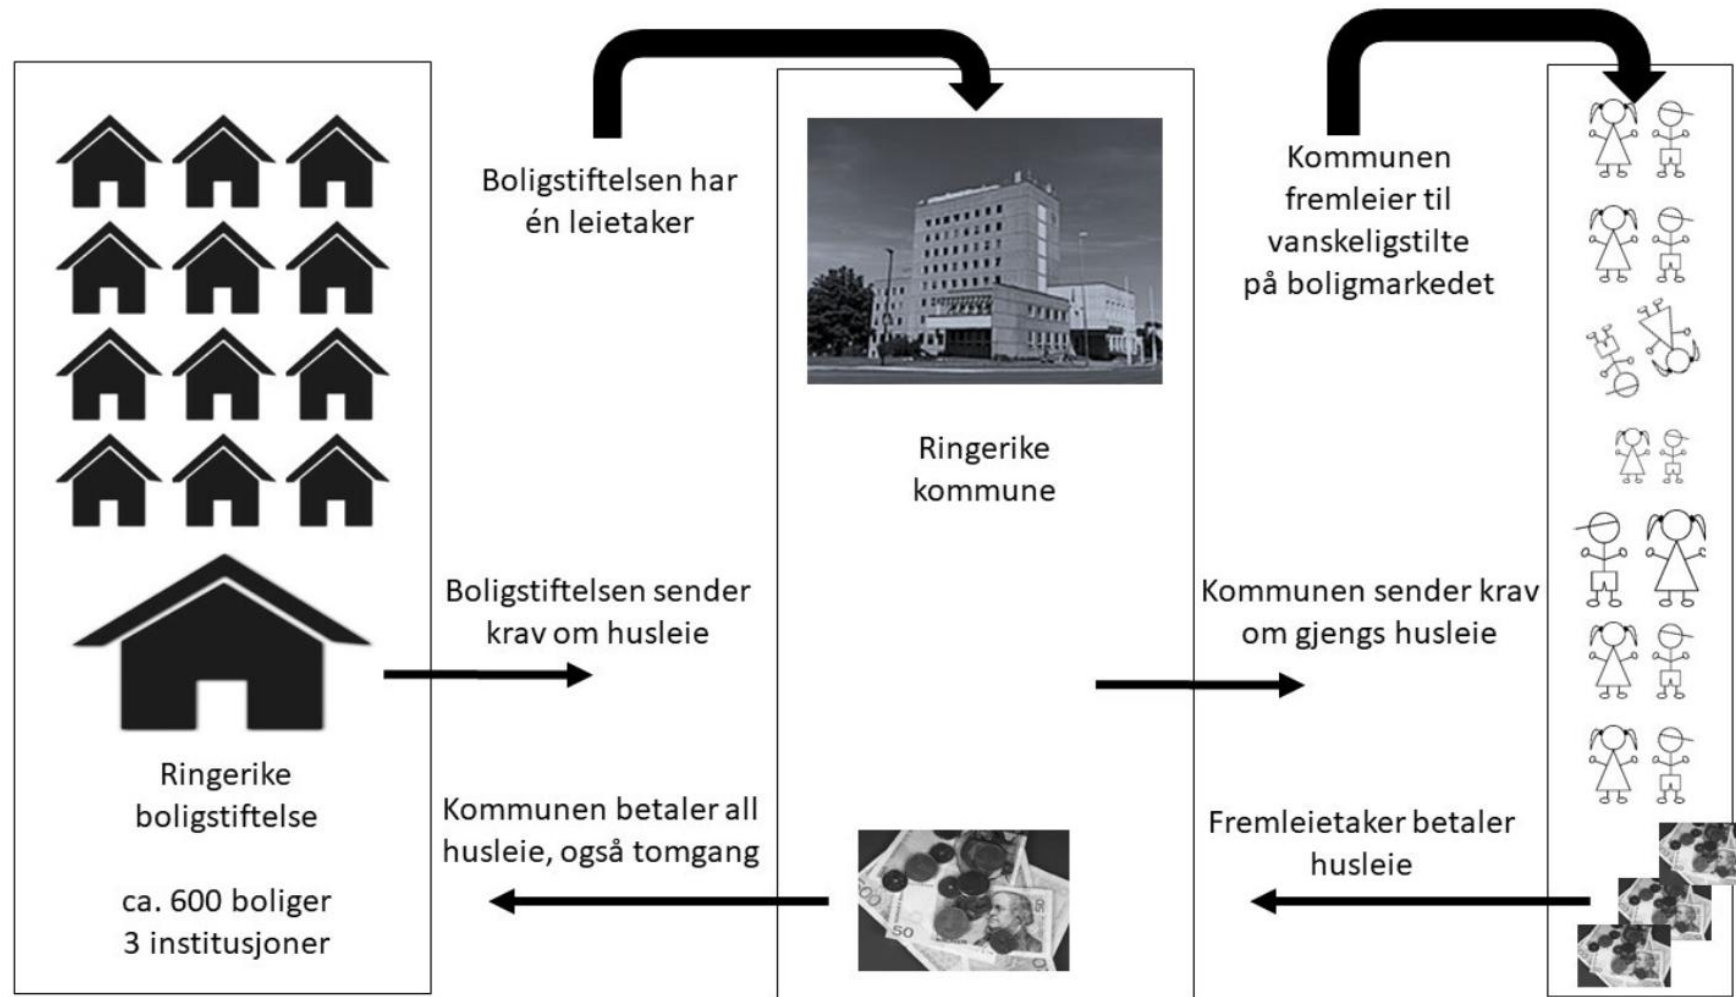 Boligstiftelsen har
én leietaker
Kommunen
fremleier til
vanskeligstilte
på boligmarkedet
Ringerike
kommune
Boligstiftelsen sender
krav om husleie
Kommunen sender krav
om gjengs husleie
Ringerike
boligstiftelse
ca. 600 boliger
3 institusjoner
Kommunen betaler all
husleie, også tomgang
Fremleietaker betaler
husleie
50
50